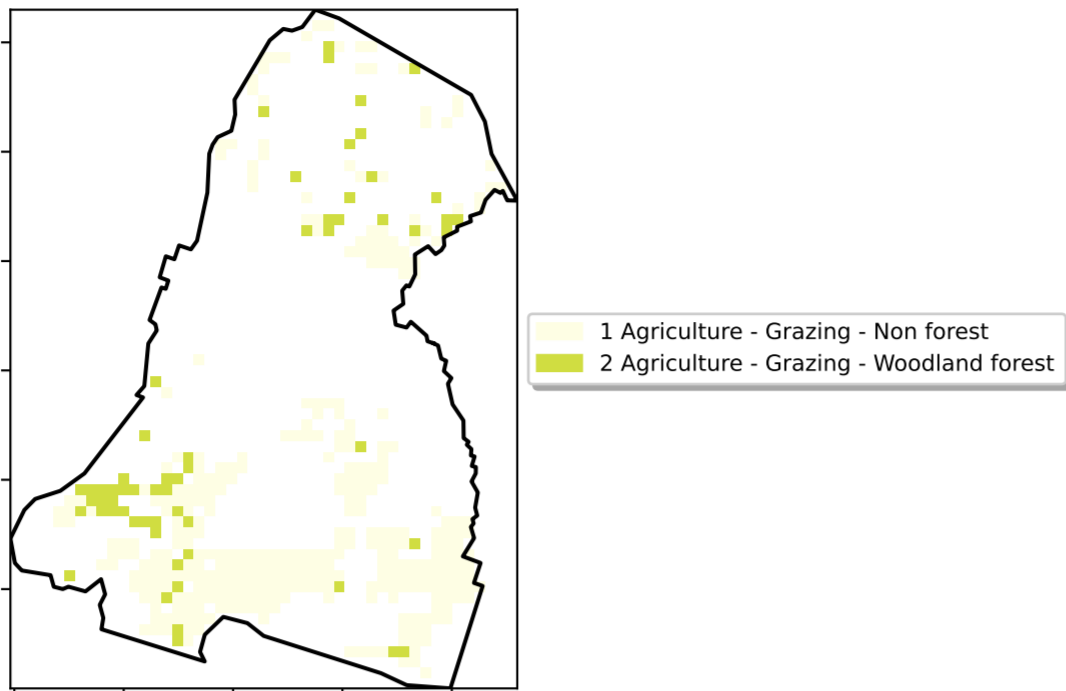 1 Agriculture - Grazing - Non forest
2 Agriculture - Grazing - Woodland forest